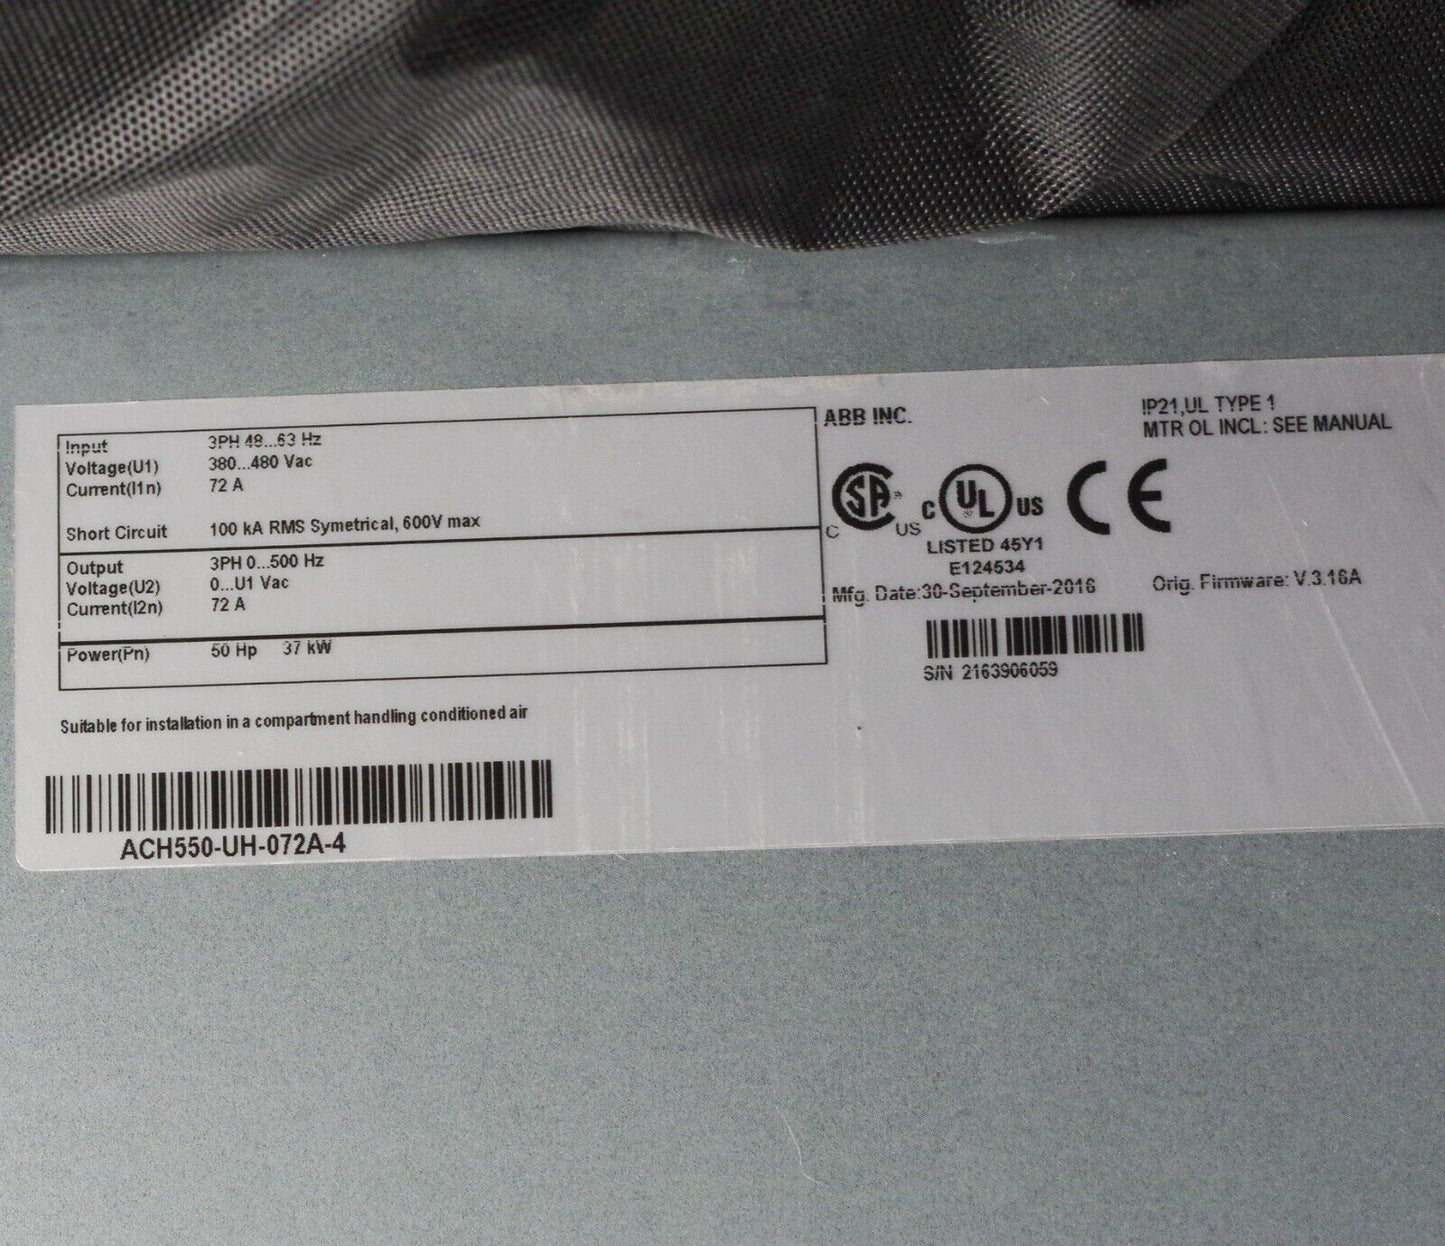 Input 3PH 48...63 Hz
Voltage(U1) 380...480 Vac
Current(I1n) 72 A
Short Circuit 100 kA RMS Symetrical, 600V max
Output 3PH 0...500 Hz
Voltage(U2) 0...U1 Vac
Current(I2n) 72 A
Power(Pn) 50 Hp 37 kW
Suitable for installation in a compartment handling conditioned air
ACH550-UH-072A-4
ABB INC.
IP21,UL TYPE 1
MTR OL INCL: SEE MANUAL
C SA US
C UL US
CE
LISTED 45Y1
E124534
Mfg. Date:30-September-2016
Orig. Firmware: V.3.16A
S/N 2163906059